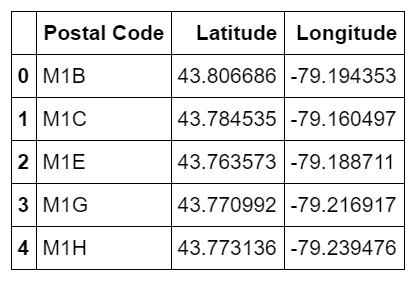 Postal Code Latitude Longitude
0 M1B 43.806686 -79.194353
1 M1C 43.784535 -79.160497
2 M1E 43.763573 -79.188711
3 M1G 43.770992 -79.216917
4 M1H 43.773136 -79.239476